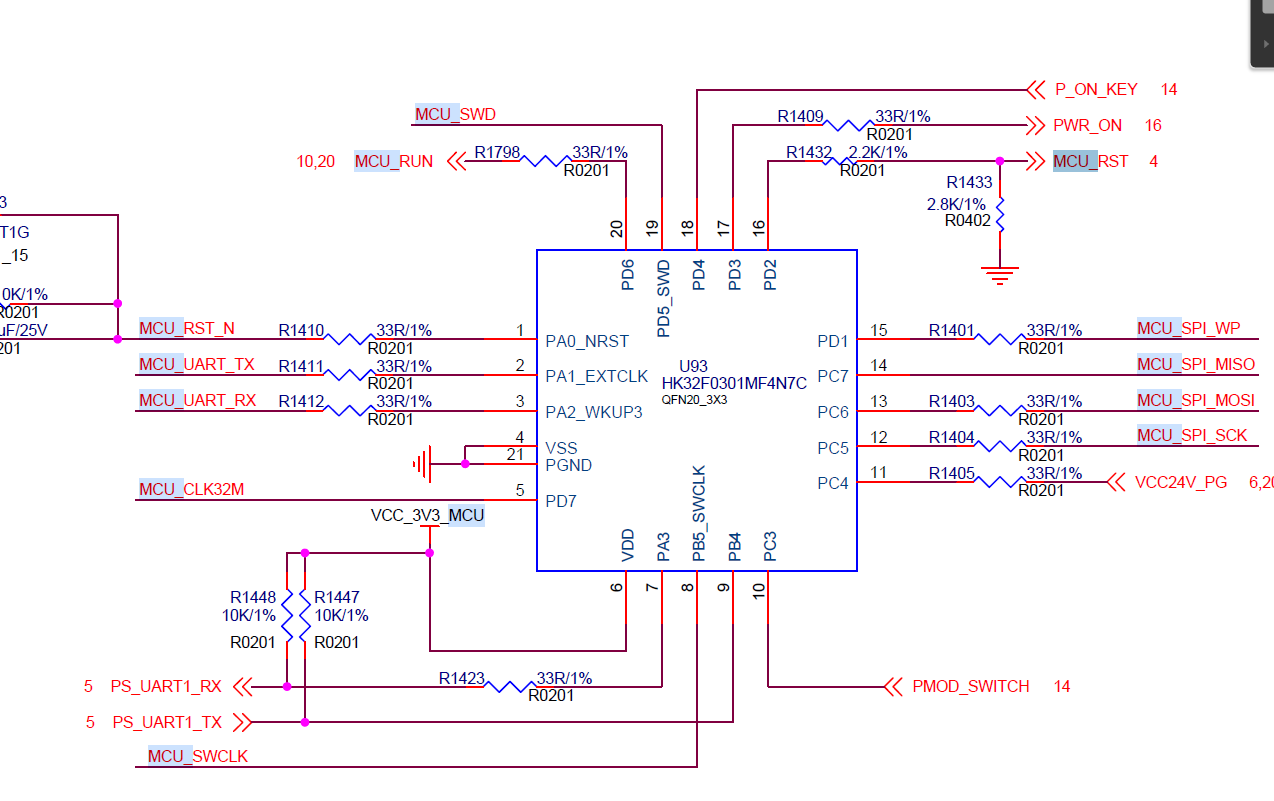 P_ON_KEY 14
MCU_SWD
R1409 33R/1%
R0201
PWR_ON 16
10,20 MCU_RUN
R1798 33R/1%
R0201
R1432 2.2K/1%
R0201
MCU_RST 4
R1433
2.8K/1%
R0402
3
T1G
_15
0K/1%
R0201
uF/25V
201
20
19
18
17
16
PD6
PD5_SWD
PD4
PD3
PD2
MCU_RST_N
R1410 33R/1%
R0201
1
PA0_NRST
MCU_UART_TX
R1411 33R/1%
R0201
2
PA1_EXTCLK
MCU_UART_RX
R1412 33R/1%
R0201
3
PA2_WKUP3
4
VSS
21
PGND
MCU_CLK32M
5
PD7
U93
HK32F0301MF4N7C
QFN20_3X3
PD1
15
R1401 33R/1%
R0201
MCU_SPI_WP
PC7
14
MCU_SPI_MISO
PC6
13
R1403 33R/1%
R0201
MCU_SPI_MOSI
PC5
12
R1404 33R/1%
R0201
MCU_SPI_SCK
PC4
11
R1405 33R/1%
R0201
VCC24V_PG
VCC_3V3_MCU
VDD
PA3
PB5_SWCLK
PB4
PC3
6
7
8
9
10
R1448
10K/1%
R0201
R1447
10K/1%
R0201
5 PS_UART1_RX
R1423 33R/1%
R0201
PMOD_SWITCH 14
5 PS_UART1_TX
MCU_SWCLK